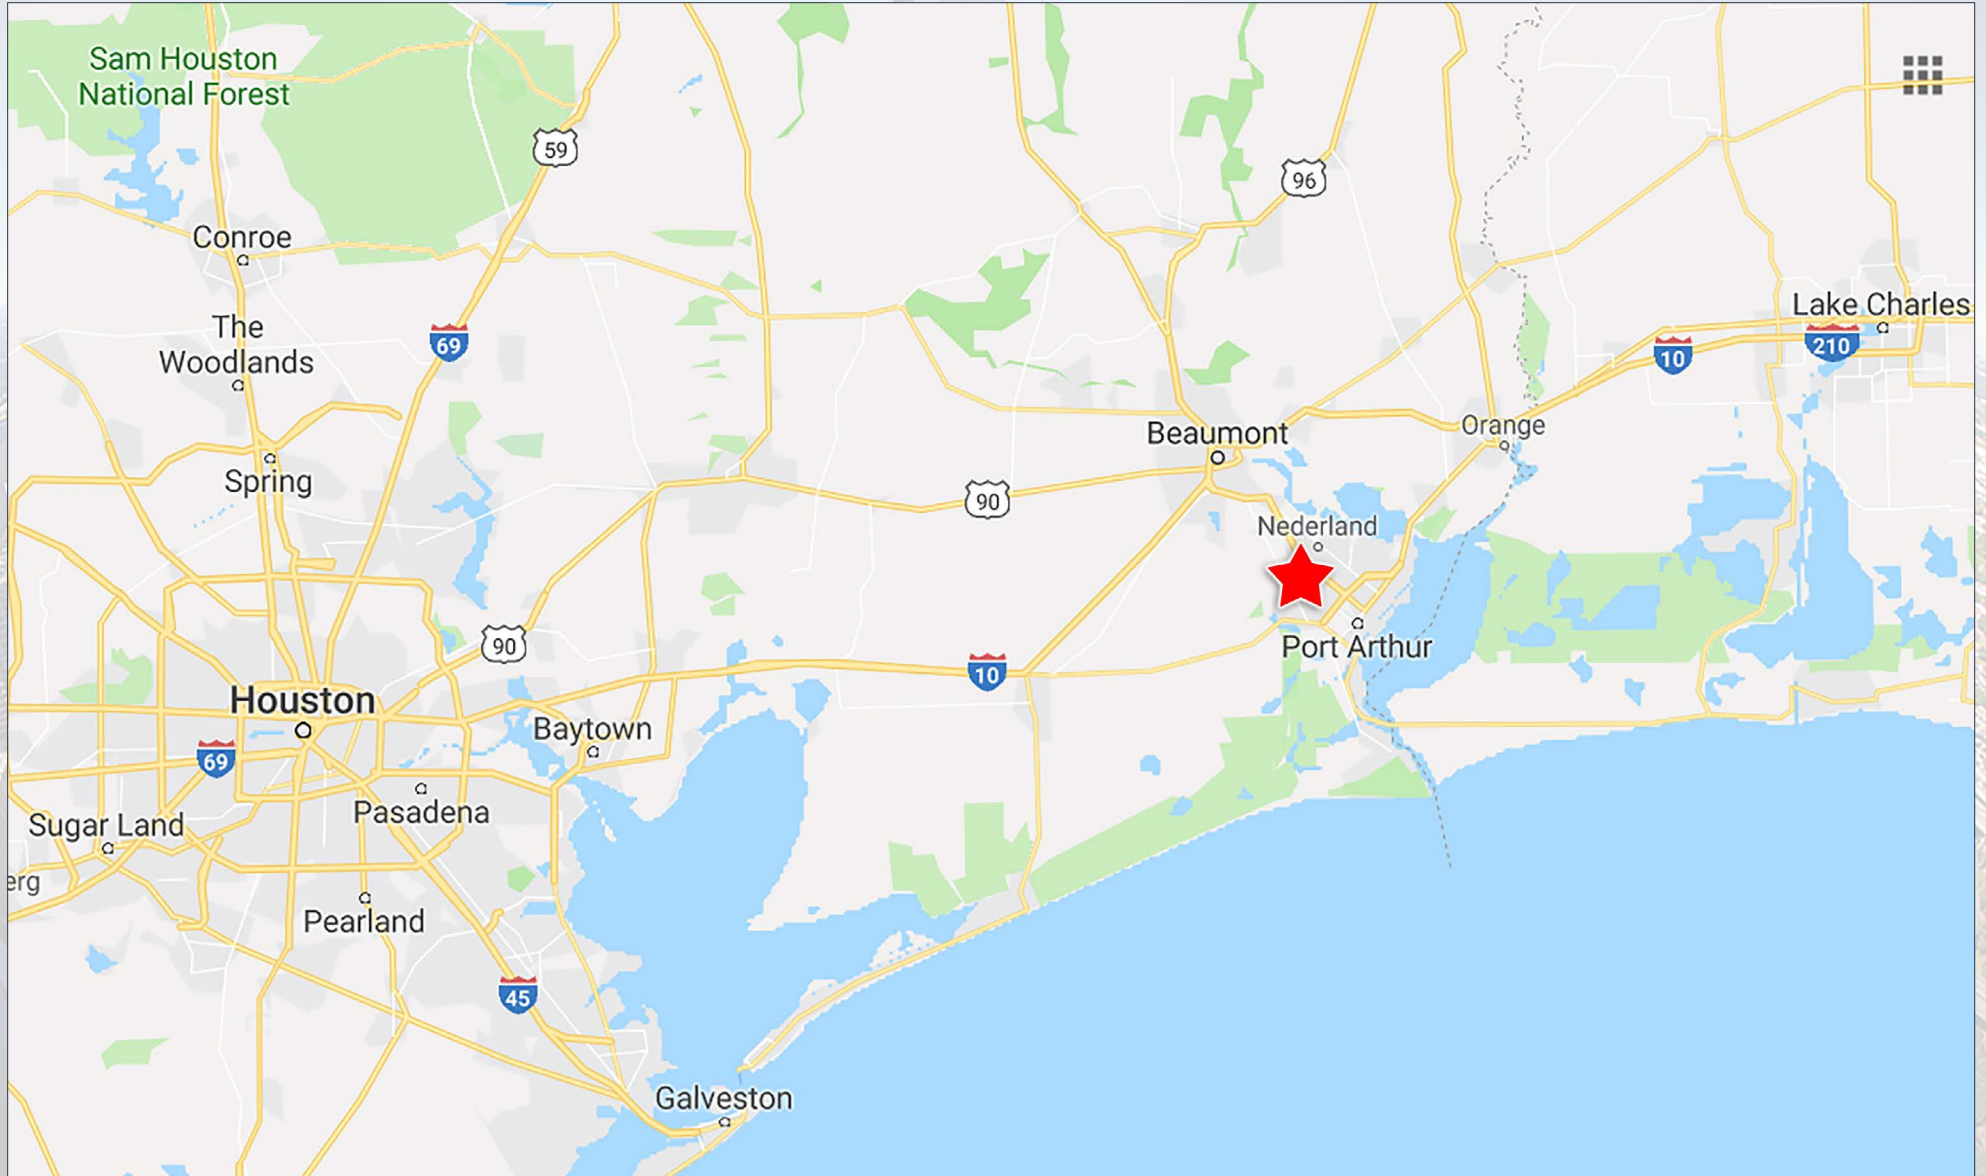 Sam Houston
National Forest
59
96
Conroe
Lake Charles
The
Woodlands
69
10
210
Beaumont
Orange
Spring
90
Nederland
90
Port Arthur
10
Houston
Baytown
69
Pasadena
Sugar Land
erg
Pearland
45
Galveston